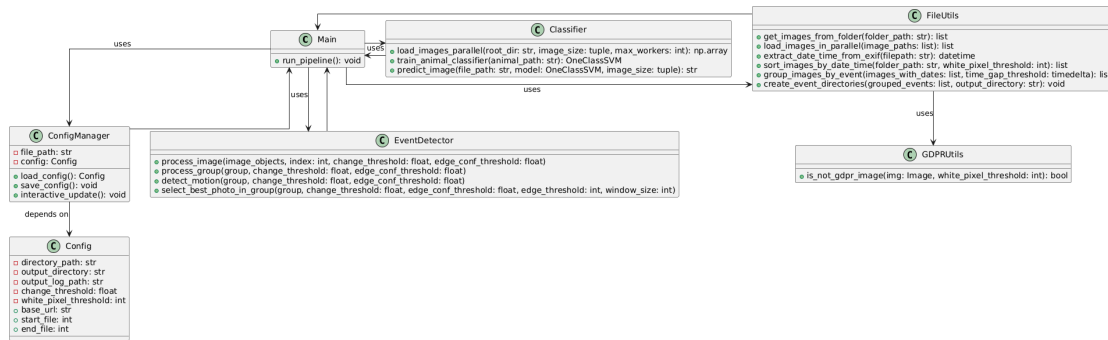 C FileUtils
get_images_from_folder(folder_path: str): list
load_images_in_parallel(image_paths: list): list
extract_date_time_from_exif(filepath: str): datetime
sort_images_by_date_time(folder_path: str, white_pixel_threshold: int): list
group_images_by_event(images_with_dates: list, time_gap_threshold: timedelta): lis
create_event_directories(grouped_events: list, output_directory: str): void
C Classifier
load_images_parallel(root_dir: str, image_size: tuple, max_workers: int): np.array
train_animal_classifier(animal_path: str): OneClassSVM
predict_image(file_path: str, model: OneClassSVM, image_size: tuple): str
C Main
run_pipeline(): void
uses
uses
uses
uses
uses
C ConfigManager
file_path: str
config: Config
load_config(): Config
save_config(): void
interactive_update(): void
C EventDetector
process_image(image_objects, index: int, change_threshold: float, edge_conf_threshold: float)
process_group(group, change_threshold: float, edge_conf_threshold: float)
detect_motion(group, change_threshold: float, edge_conf_threshold: float)
select_best_photo_in_group(group, change_threshold: float, edge_conf_threshold: float, edge_threshold: int, window_size: int)
C GDPRUtils
is_not_gdpr_image(img: Image, white_pixel_threshold: int): bool
depends on
C Config
directory_path: str
output_directory: str
output_log_path: str
change_threshold: float
white_pixel_threshold: int
base_url: str
start_file: int
end_file: int